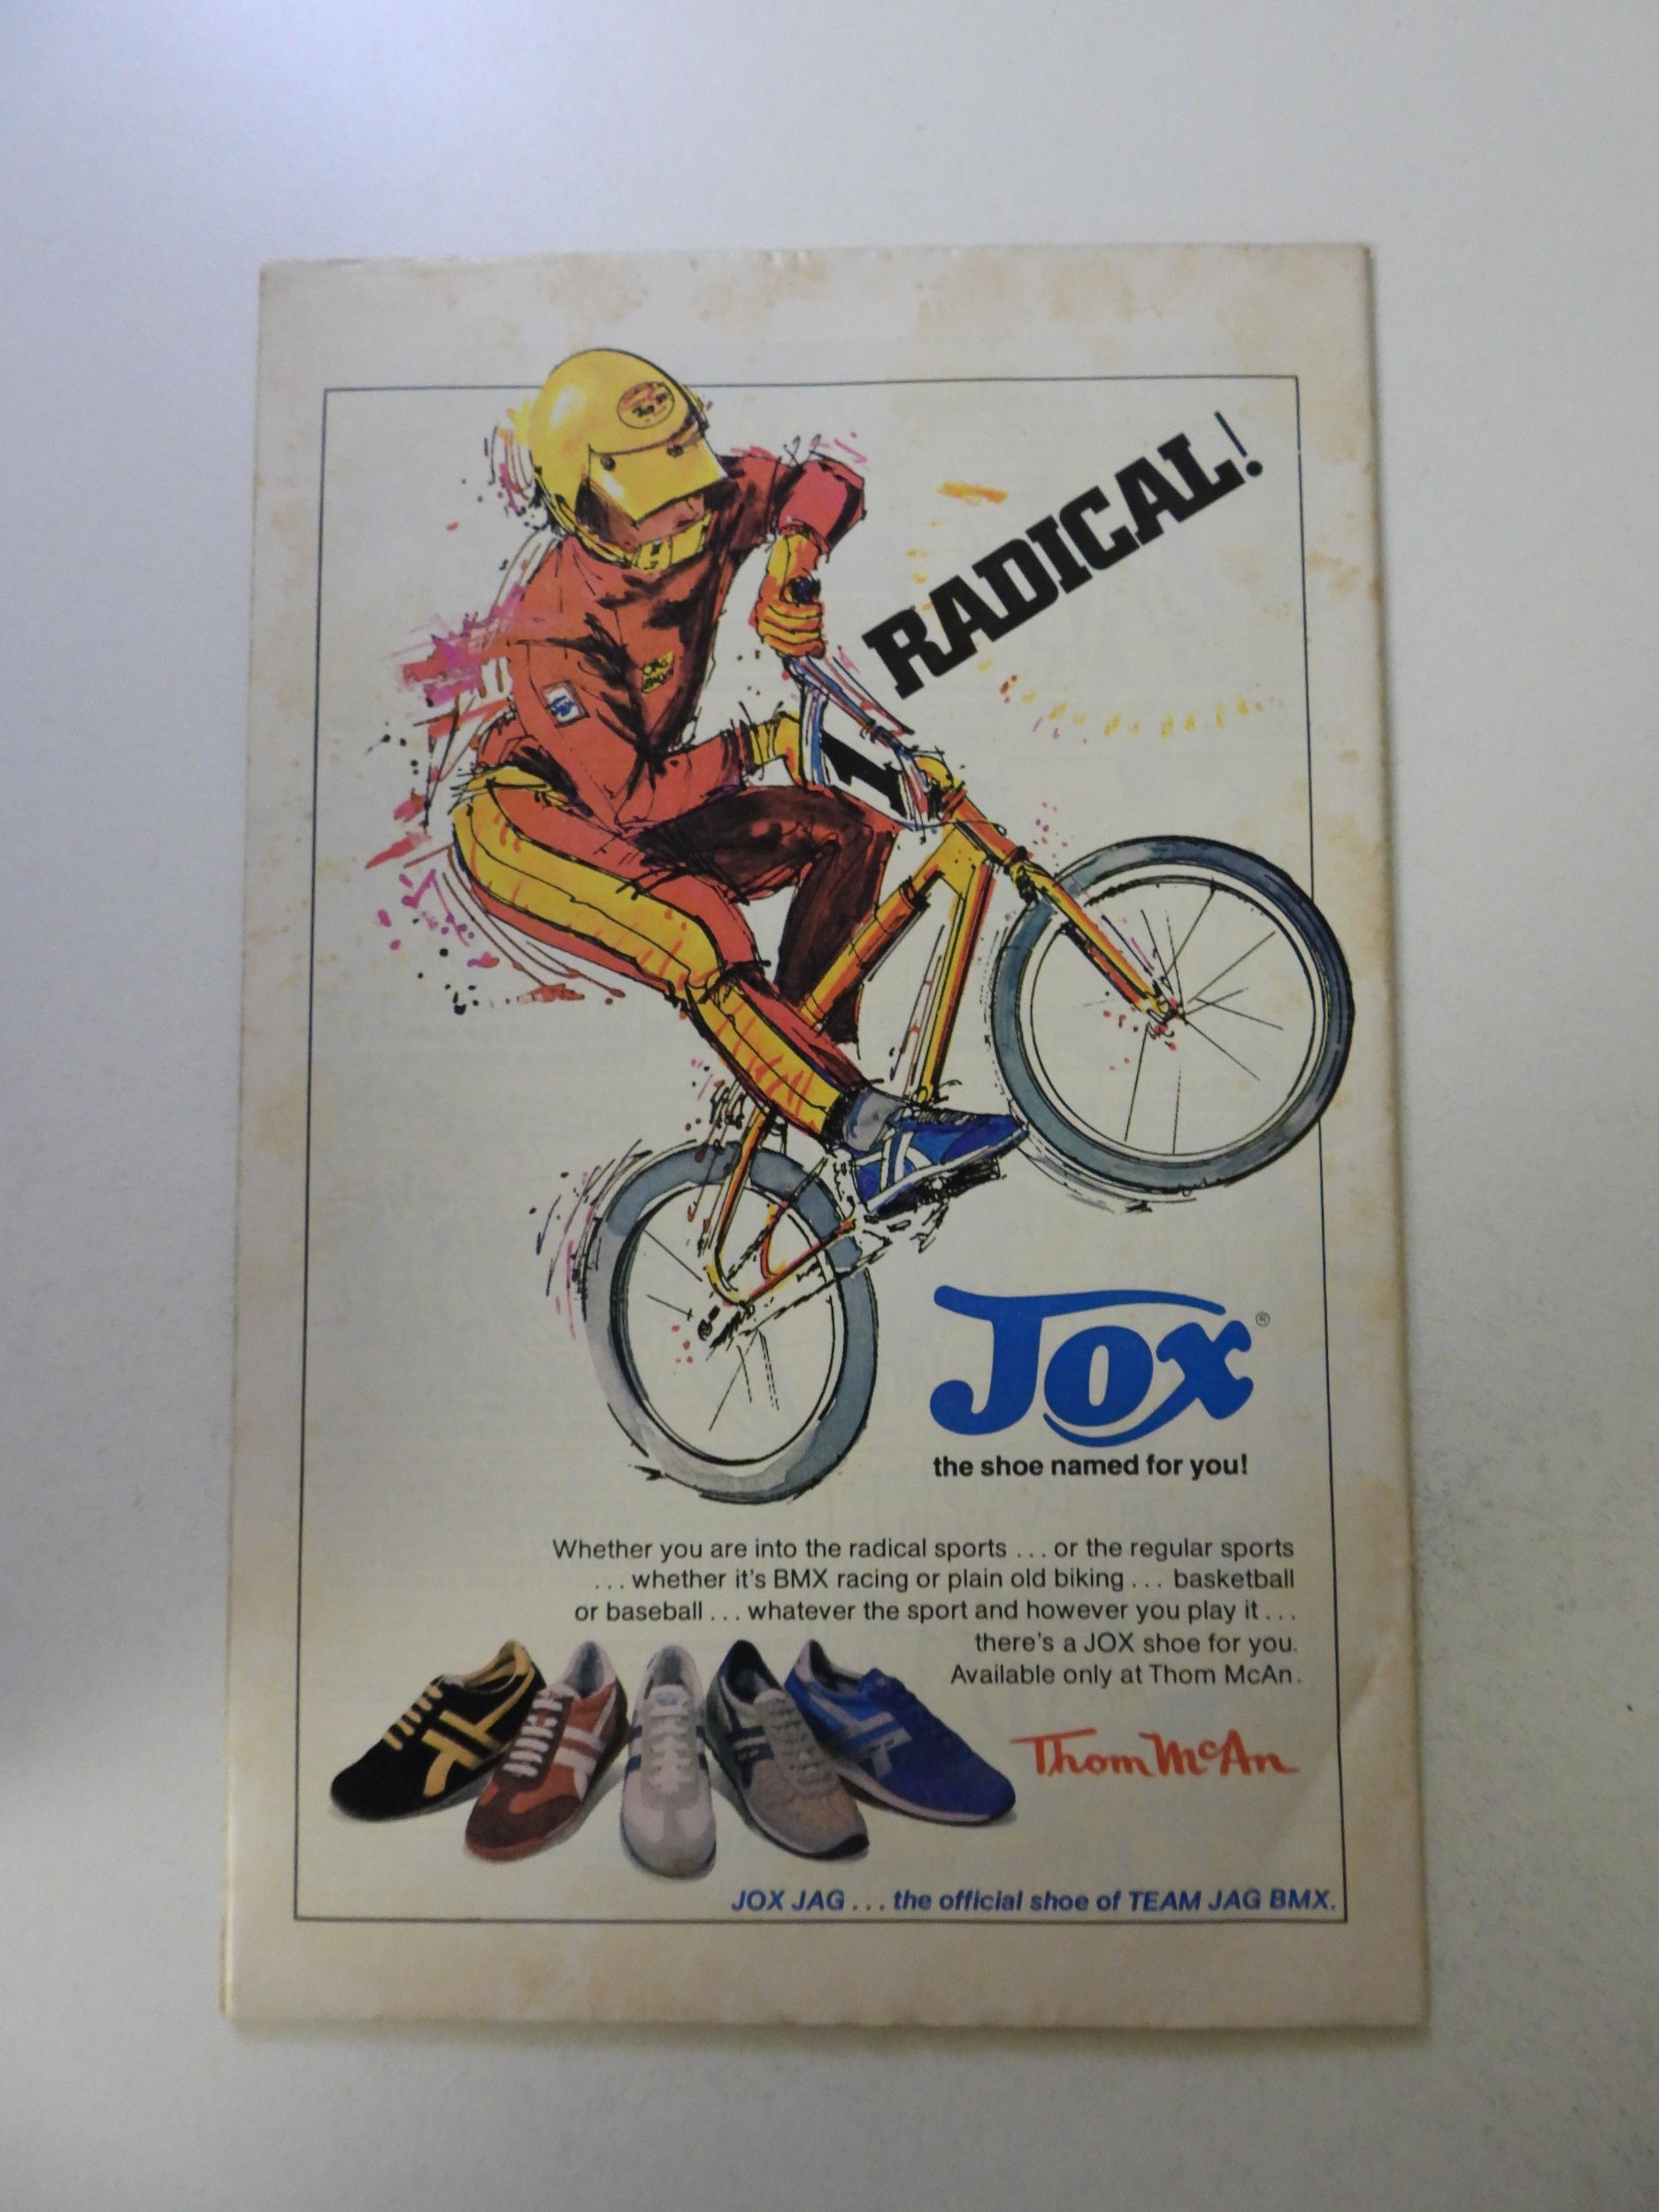 RADICAL!
1
Jox®
the shoe named for you!
Whether you are into the radical sports . . . or the regular sports
. . . whether it's BMX racing or plain old biking . . . basketball
or baseball . . . whatever the sport and however you play it . . .
there's a JOX shoe for you.
Available only at Thom McAn.
Thom McAn
JOX JAG . . . the official shoe of TEAM JAG BMX.